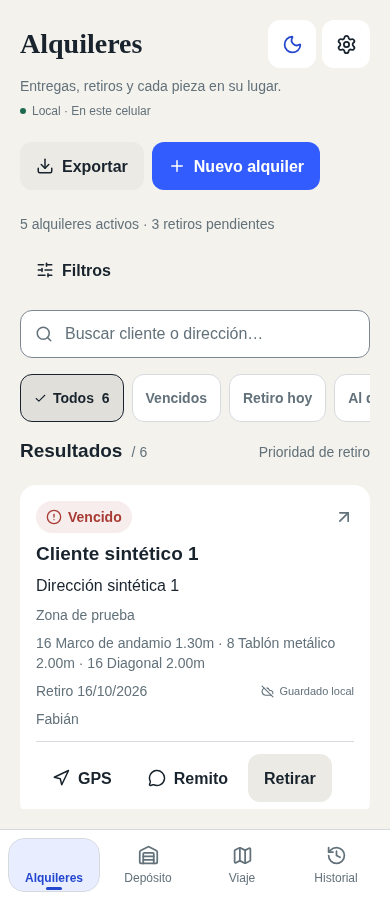 Alquileres
Entregas, retiros y cada pieza en su lugar.
Local · En este celular
Exportar
Nuevo alquiler
5 alquileres activos · 3 retiros pendientes
Filtros
Buscar cliente o dirección…
Todos 6
Vencidos
Retiro hoy
Resultados / 6
Prioridad de retiro
Vencido
Cliente sintético 1
Dirección sintética 1
Zona de prueba
16 Marco de andamio 1.30m · 8 Tablón metálico
2.00m · 16 Diagonal 2.00m
Retiro 16/10/2026
Guardado local
Fabián
GPS
Remito
Retirar
Alquileres
Depósito
Viaje
Historial